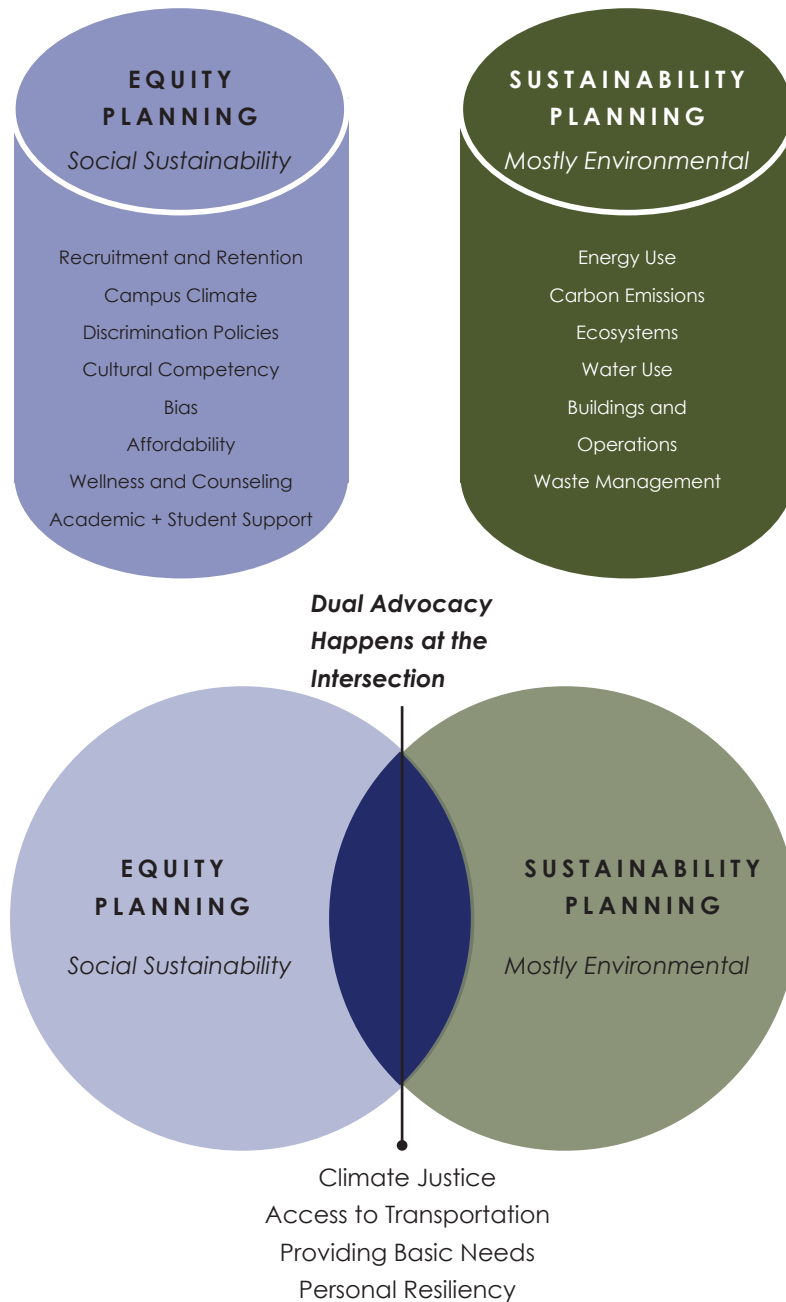 EQUITY
PLANNING
Social Sustainability
Recruitment and Retention
Campus Climate
Discrimination Policies
Cultural Competency
Bias
Affordability
Wellness and Counseling
Academic + Student Support
SUSTAINABILITY
PLANNING
Mostly Environmental
Energy Use
Carbon Emissions
Ecosystems
Water Use
Buildings and
Operations
Waste Management
Dual Advocacy
Happens at the
Intersection
EQUITY
PLANNING
Social Sustainability
SUSTAINABILITY
PLANNING
Mostly Environmental
Climate Justice
Access to Transportation
Providing Basic Needs
Personal Resiliency